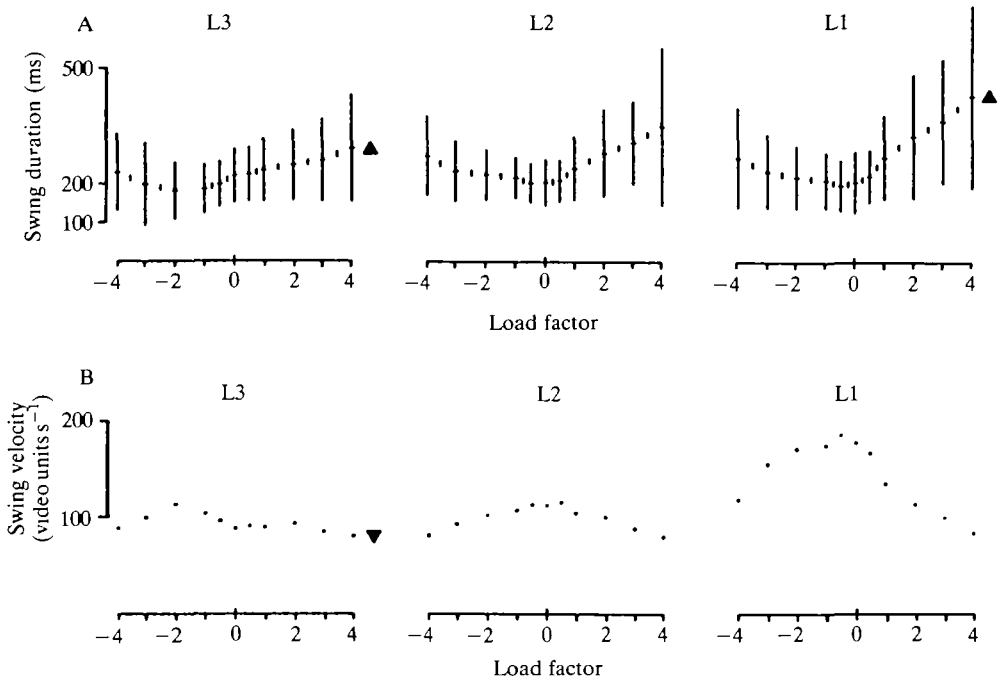 A
L3
L2
L1
Swing duration (ms)
500
200
100
−4 −2 0 2 4
−4 −2 0 2 4
−4 −2 0 2 4
Load factor
B
L3
L2
L1
Swing velocity
(video units s⁻¹)
200
100
−4 −2 0 2 4
−4 −2 0 2 4
−4 −2 0 2 4
Load factor